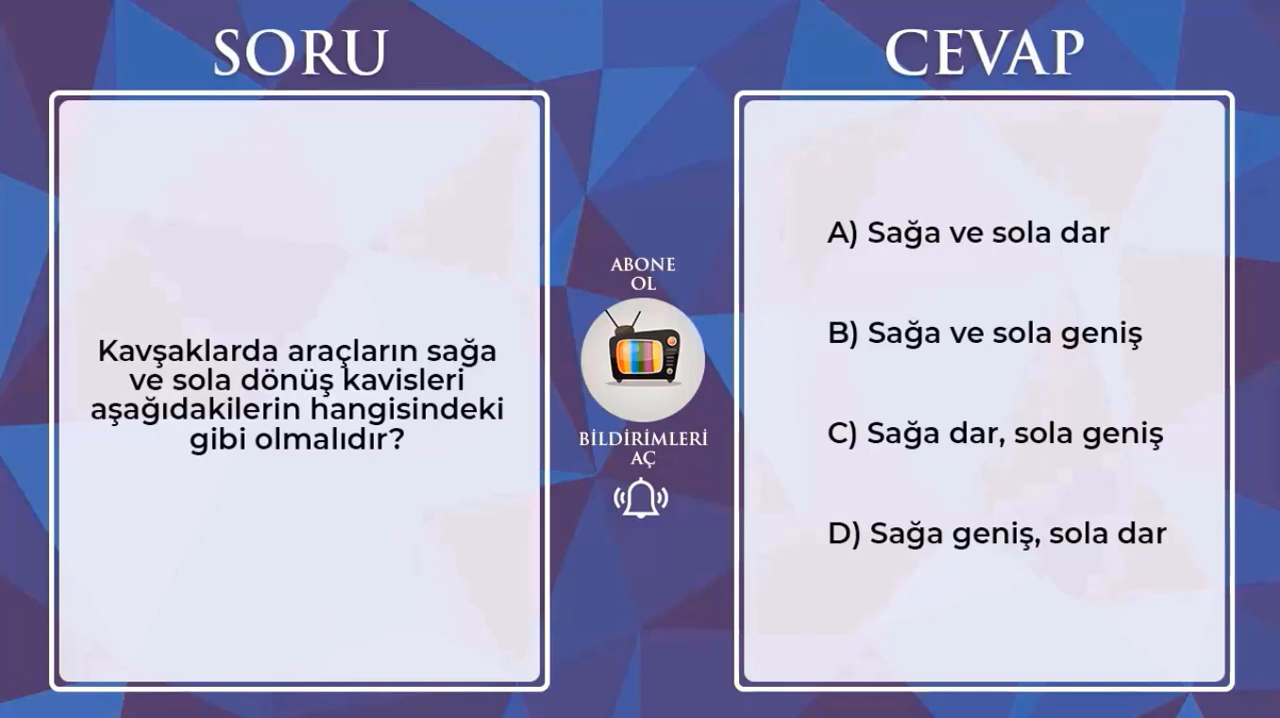 SORU
Kavşaklarda araçların sağa
ve sola dönüş kavisleri
aşağıdakilerin hangisindeki
gibi olmalıdır?
ABONE
OL
BİLDİRİMLERİ
AÇ
CEVAP
A) Sağa ve sola dar
B) Sağa ve sola geniş
C) Sağa dar, sola geniş
D) Sağa geniş, sola dar